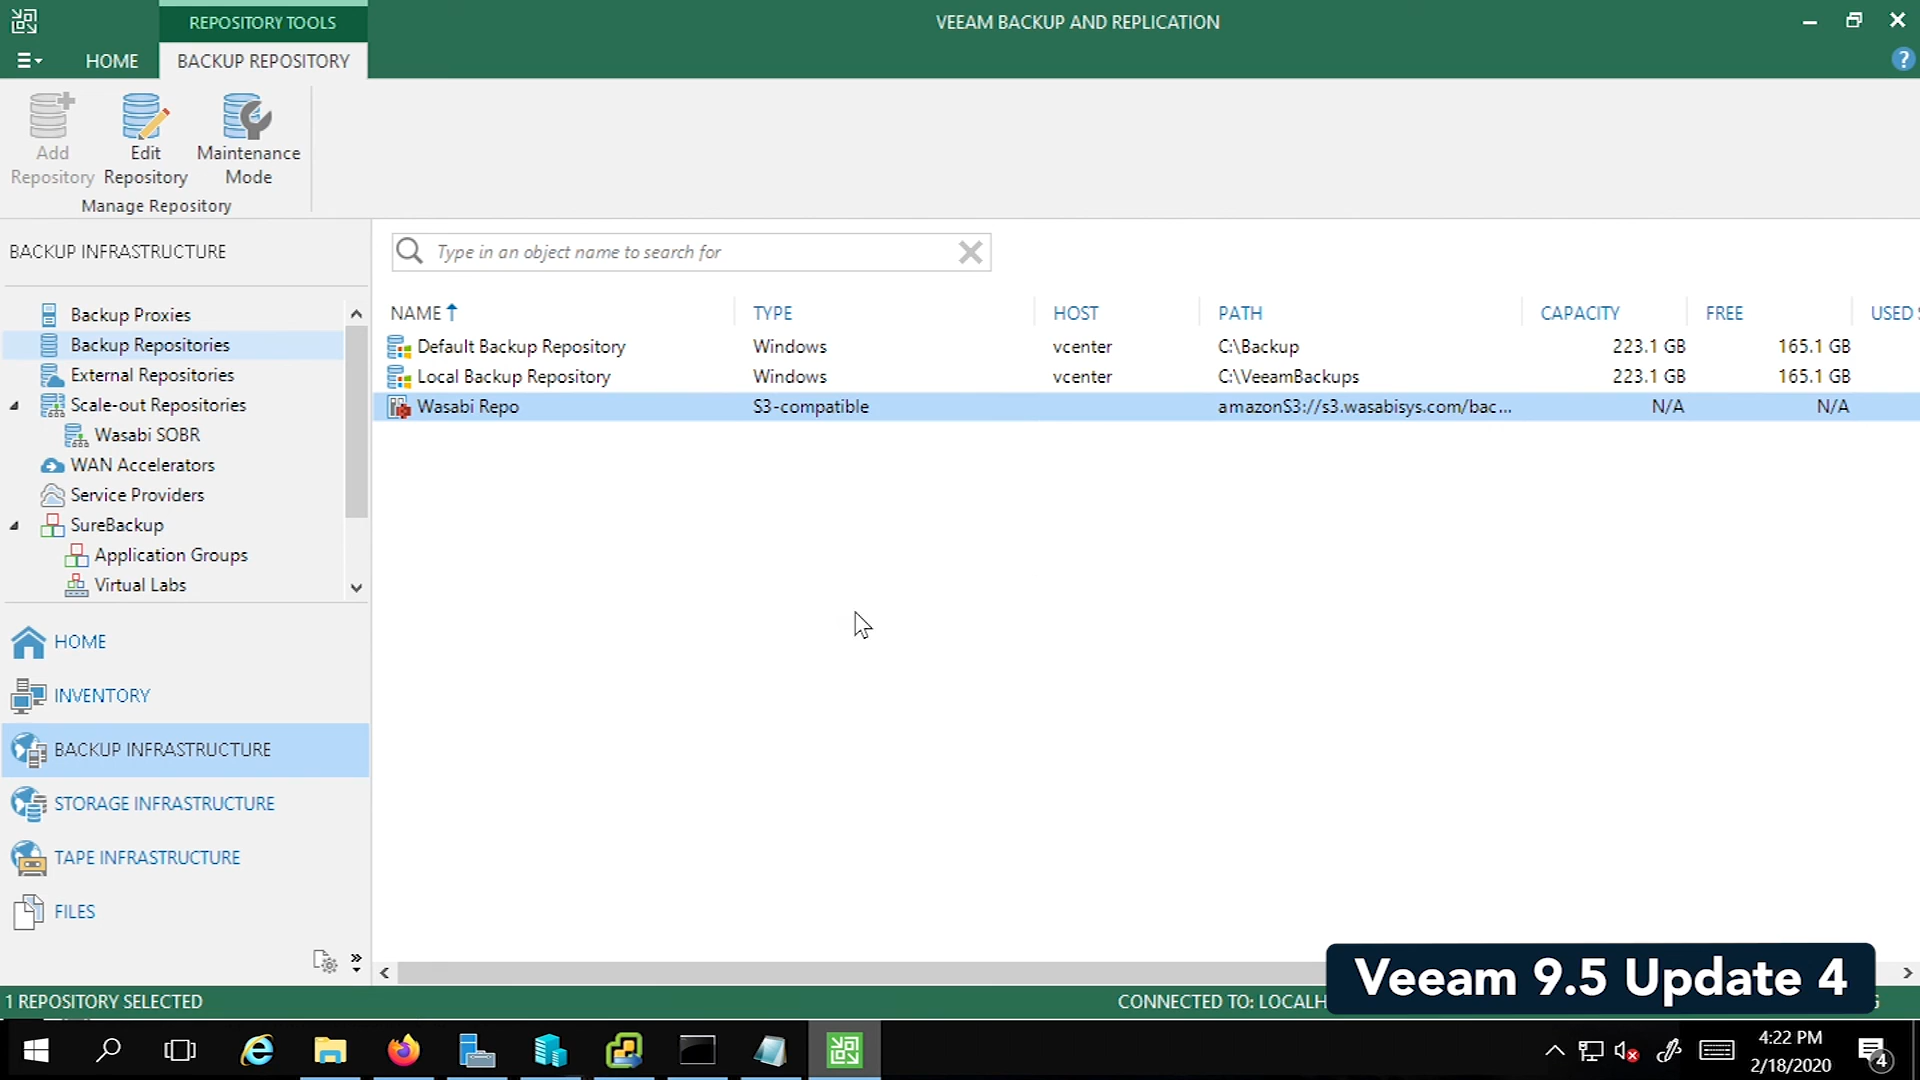 REPOSITORY TOOLS
VEEAM BACKUP AND REPLICATION
HOME
BACKUP REPOSITORY
Add Repository
Edit Repository
Maintenance Mode
Manage Repository
BACKUP INFRASTRUCTURE
Backup Proxies
Backup Repositories
External Repositories
Scale-out Repositories
Wasabi SOBR
WAN Accelerators
Service Providers
SureBackup
Application Groups
Virtual Labs
HOME
INVENTORY
BACKUP INFRASTRUCTURE
STORAGE INFRASTRUCTURE
TAPE INFRASTRUCTURE
FILES
Type in an object name to search for
NAME TYPE HOST PATH CAPACITY FREE USED
Default Backup Repository Windows vcenter C:\Backup 223.1 GB 165.1 GB
Local Backup Repository Windows vcenter C:\VeeamBackups 223.1 GB 165.1 GB
Wasabi Repo S3-compatible amazonS3://s3.wasabisys.com/bac... N/A N/A
Veeam 9.5 Update 4
1 REPOSITORY SELECTED
CONNECTED TO: LOCALH
4:22 PM
2/18/2020
4